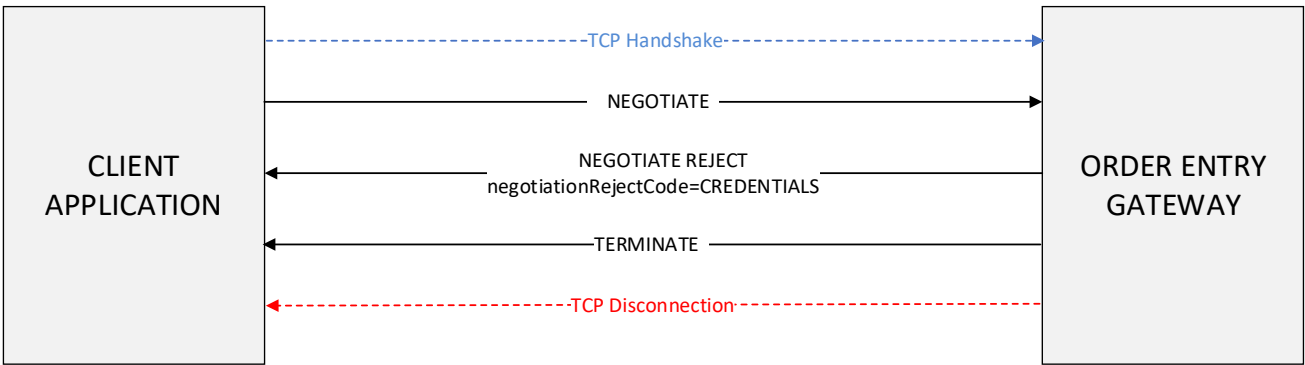 TCP Handshake
NEGOTIATE
CLIENT
APPLICATION
NEGOTIATE REJECT
negotiationRejectCode=CREDENTIALS
ORDER ENTRY
GATEWAY
TERMINATE
TCP Disconnection